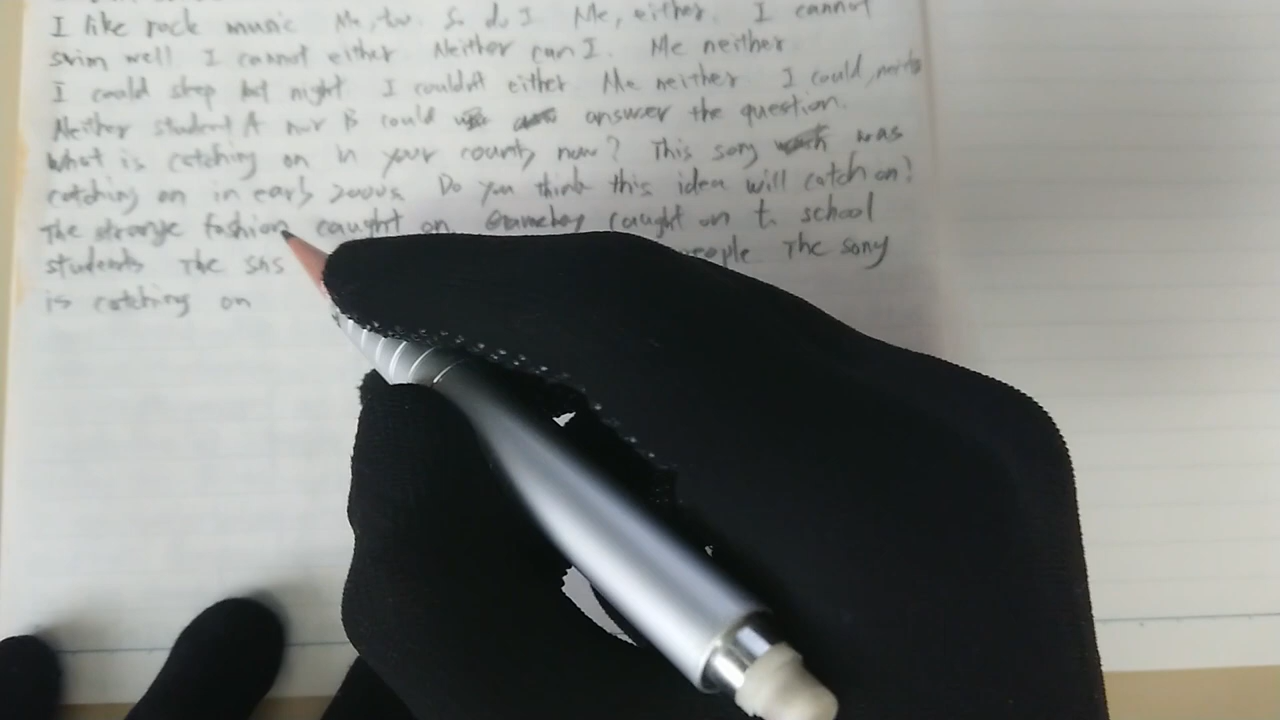 I like rock music Me, too. So do I Me, either. I cannot
swim well I cannot either Neither can I. Me neither
I could sleep last night I couldn't either Me neither. I could,
Neither student A nor B could answer the question.
What is catching on in your country now? This song was
catching on in early 2000s. Do you think this idea will catch on?
The strange fashion caught on. Gameboy caught on to school
students The SNS people The song
is catching on